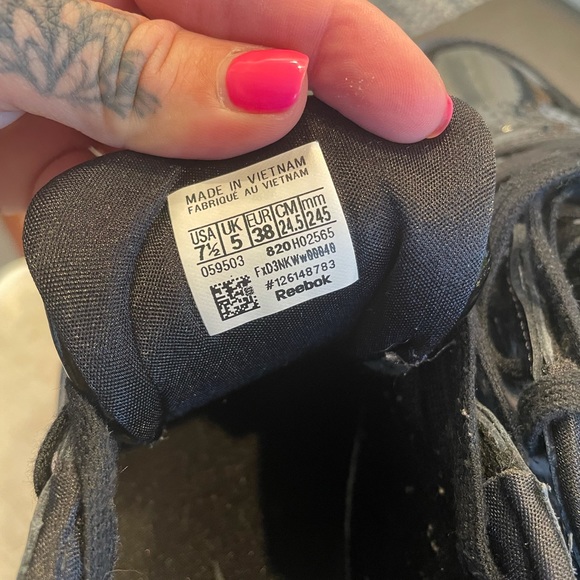 MADE IN VIETNAM
FABRIQUÉ AU VIETNAM
USA UK EUR CM mm
7½ 5 38 24.5 245
059503 820 H02565
FxD3NKWw00040
#126148783
Reebok